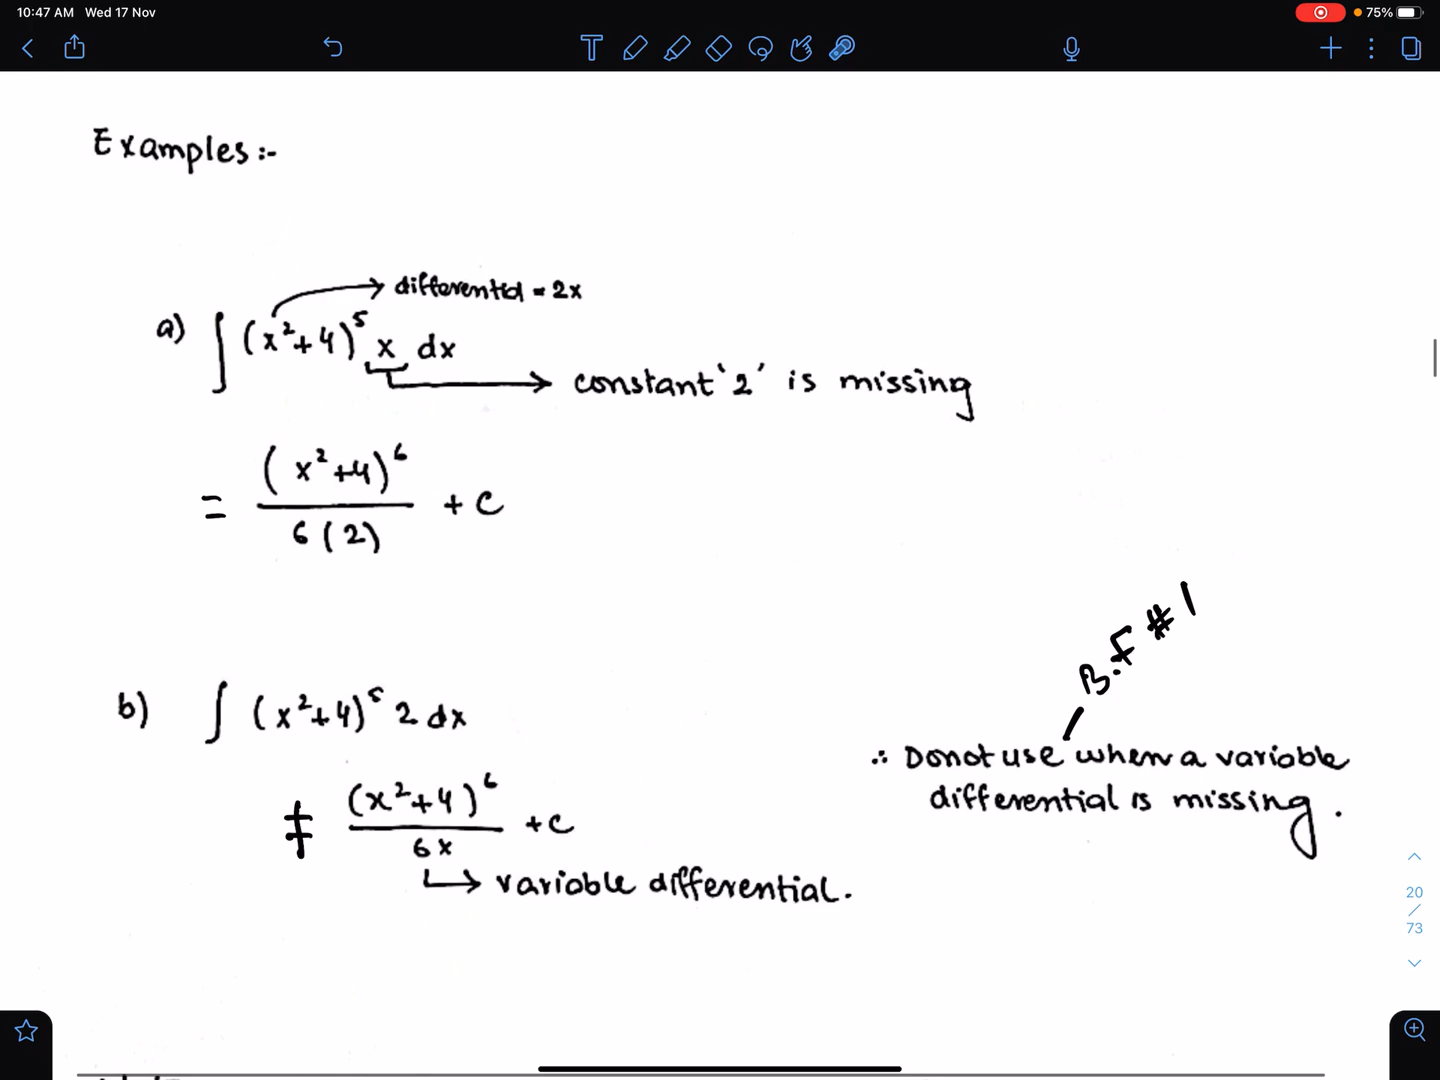 10:47 AM Wed 17 Nov
75%
Examples:-
differential = 2x
a) ∫ (x²+4)⁵ x dx
constant '2' is missing
= (x²+4)⁶ / 6(2) + C
B.F #1
b) ∫ (x²+4)⁵ 2 dx
∴ Donot use when a variable
differential is missing.
≠ (x²+4)⁶ / 6x + C
variable differential.
20
/
73